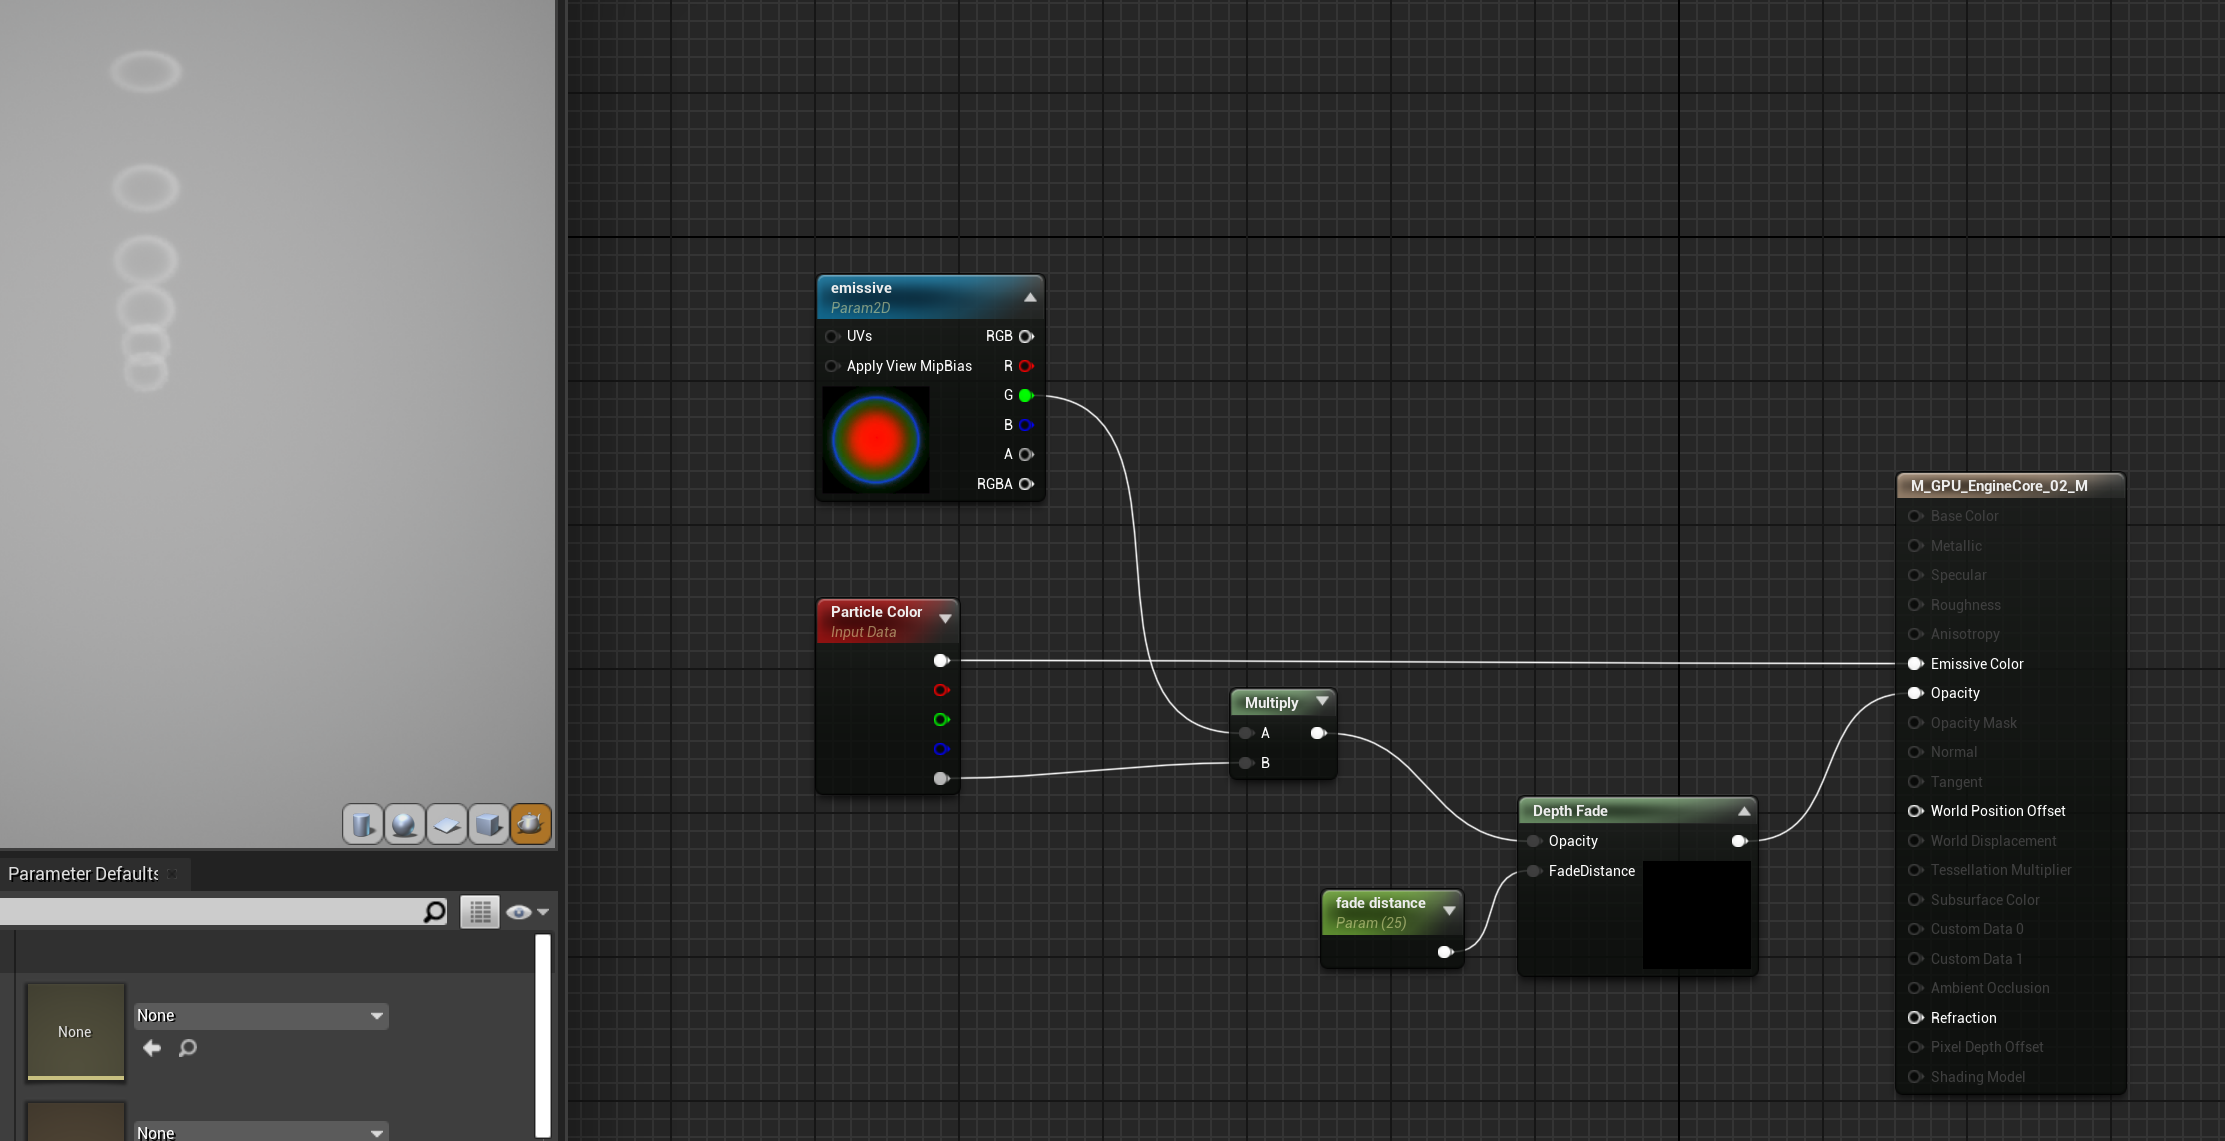 emissive
Param2D
UVs
RGB
Apply View MipBias
R
G
B
A
RGBA
Particle Color
Input Data
Multiply
A
B
fade distance
Param (25)
Depth Fade
Opacity
FadeDistance
M_GPU_EngineCore_02_M
Base Color
Metallic
Specular
Roughness
Anisotropy
Emissive Color
Opacity
Opacity Mask
Normal
Tangent
World Position Offset
World Displacement
Tessellation Multiplier
Subsurface Color
Custom Data 0
Custom Data 1
Ambient Occlusion
Refraction
Pixel Depth Offset
Shading Model
Parameter Defaults
None
None
None